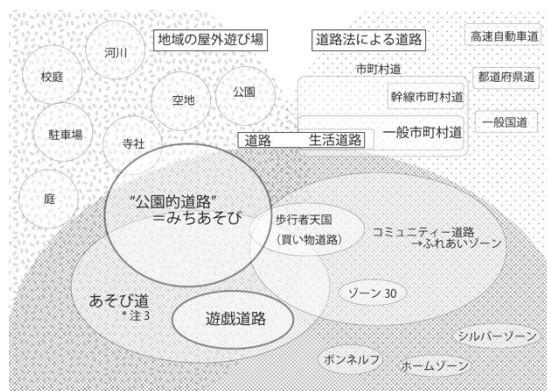 地域の屋外遊び場
道路法による道路
高速自動車道
河川
校庭
空地
公園
市町村道
都道府県道
幹線市町村道
駐車場
寺社
道路
生活道路
一般市町村道
一般国道
庭
“公園的道路”
＝みちあそび
歩行者天国
（買い物道路）
コミュニティー道路
→ふれあいゾーン
あそび道
*注3
遊戯道路
ゾーン30
シルバーゾーン
ボンネルフ
ホームゾーン